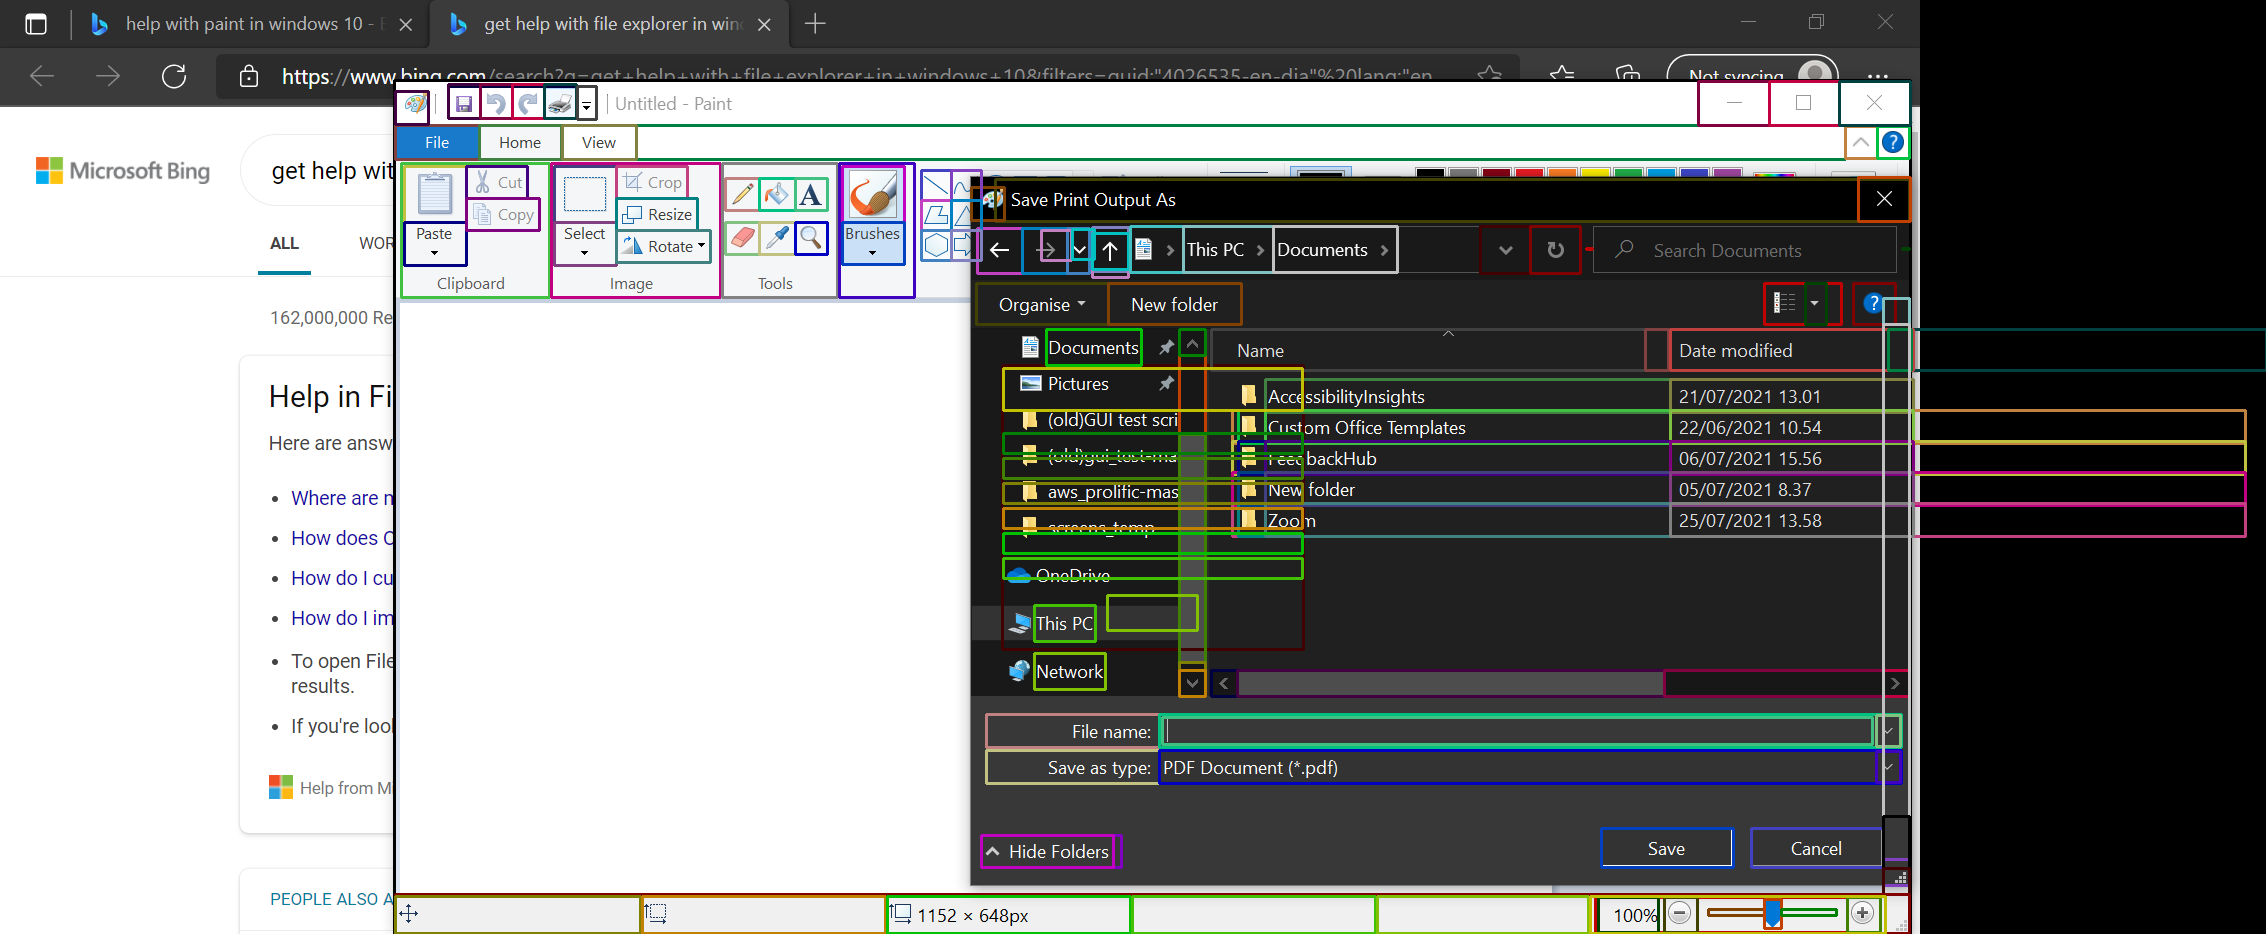 help with paint in windows 10 -
get help with file explorer in win
https://www.bing.com/search?q=get+help+with+file+explorer+in+windows+10&filters=guid:"4026535-en-dia"%20lang:"en
Not syncing
Untitled - Paint
File
Home
View
Microsoft Bing
get help wit
Cut
Copy
Paste
Clipboard
Select
Crop
Resize
Rotate
Image
Tools
Brushes
ALL
WOR
162,000,000 Re
Help in Fi
Here are answ
Where are n
How does C
How do I cu
How do I im
To open File
results.
If you're loo
Help from Mi
PEOPLE ALSO A
Save Print Output As
This PC
Documents
Search Documents
Organise
New folder
Documents
Pictures
(old)GUI test scri
(old)gui_test-ma
aws_prolific-mas
screens_temp
OneDrive
This PC
Network
Name
Date modified
AccessibilityInsights
21/07/2021 13.01
Custom Office Templates
22/06/2021 10.54
FeedbackHub
06/07/2021 15.56
New folder
05/07/2021 8.37
Zoom
25/07/2021 13.58
File name:
Save as type:
PDF Document (*.pdf)
Hide Folders
Save
Cancel
1152 × 648px
100%